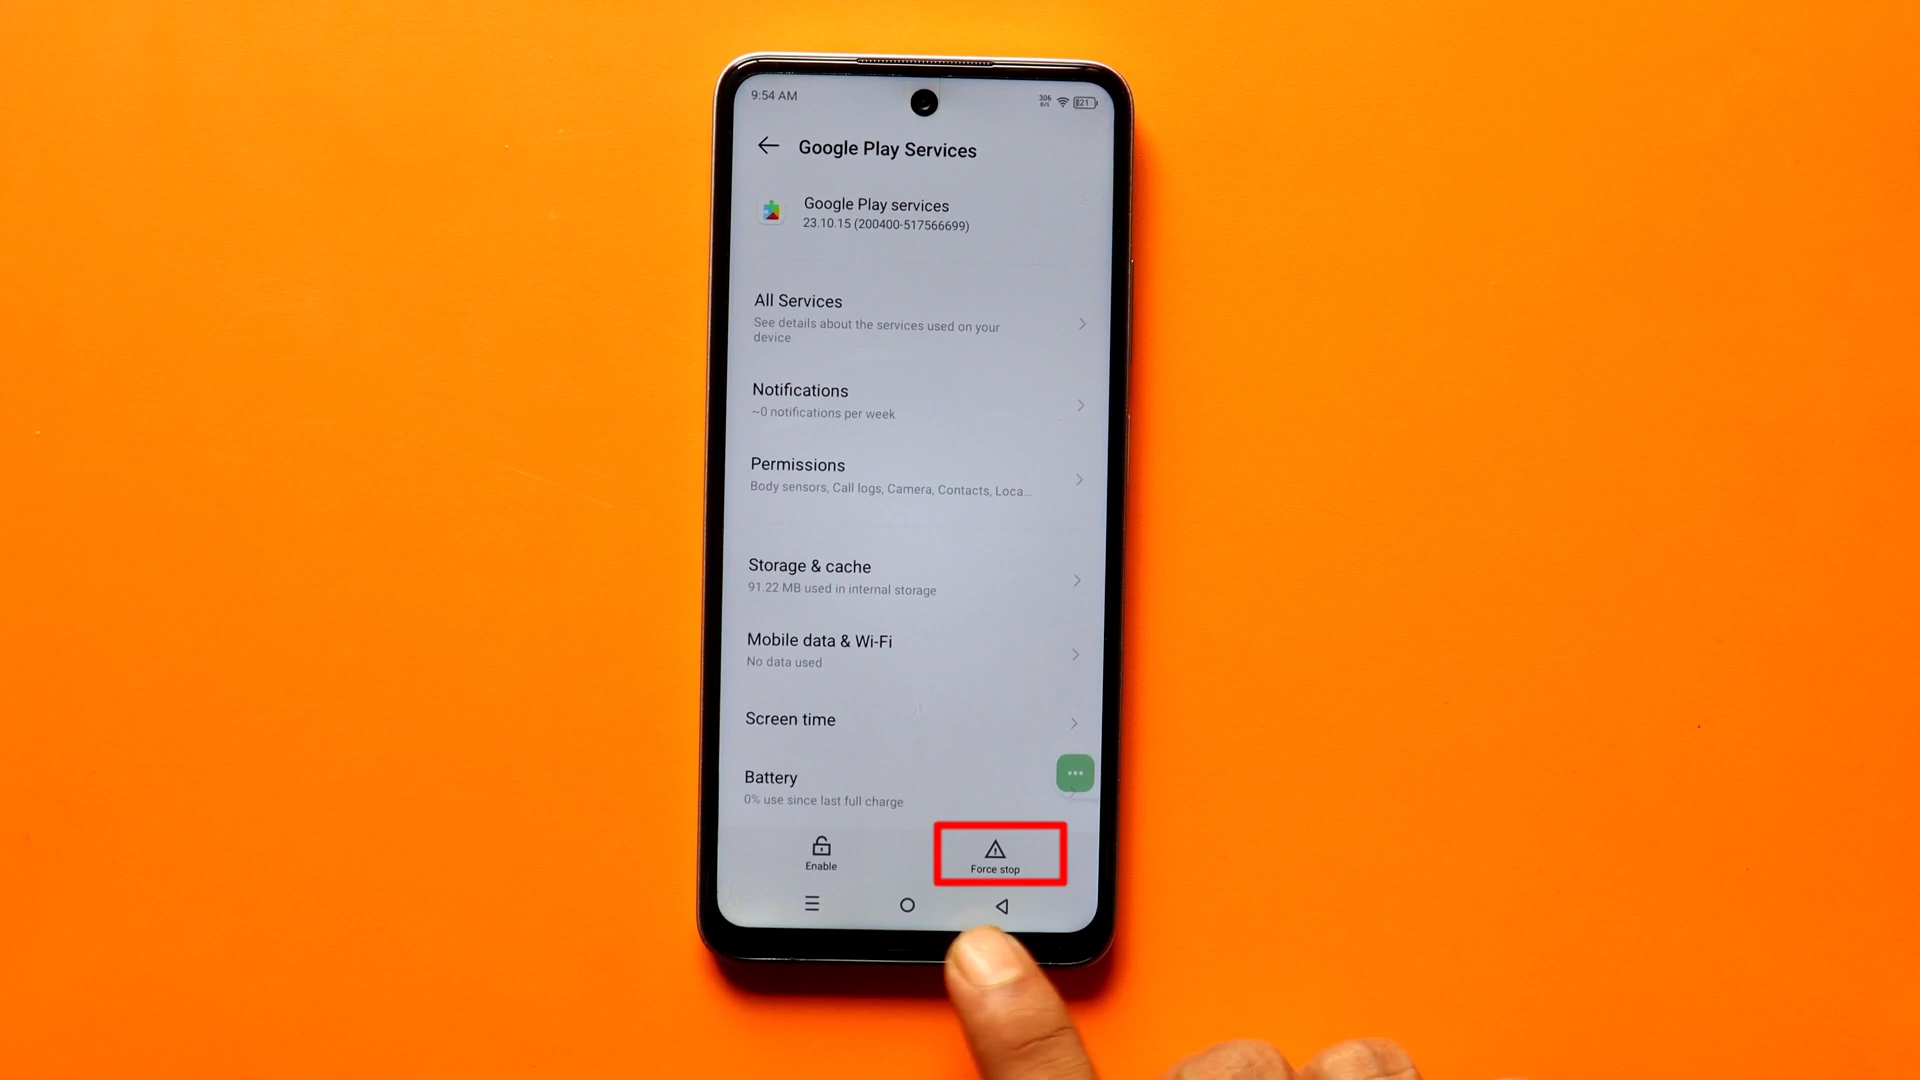 9:54 AM
306
B/S
21
Google Play Services
Google Play services
23.10.15 (200400-517566699)
All Services
See details about the services used on your
device
Notifications
~0 notifications per week
Permissions
Body sensors, Call logs, Camera, Contacts, Loca...
Storage & cache
91.22 MB used in internal storage
Mobile data & Wi-Fi
No data used
Screen time
Battery
0% use since last full charge
Enable
Force stop